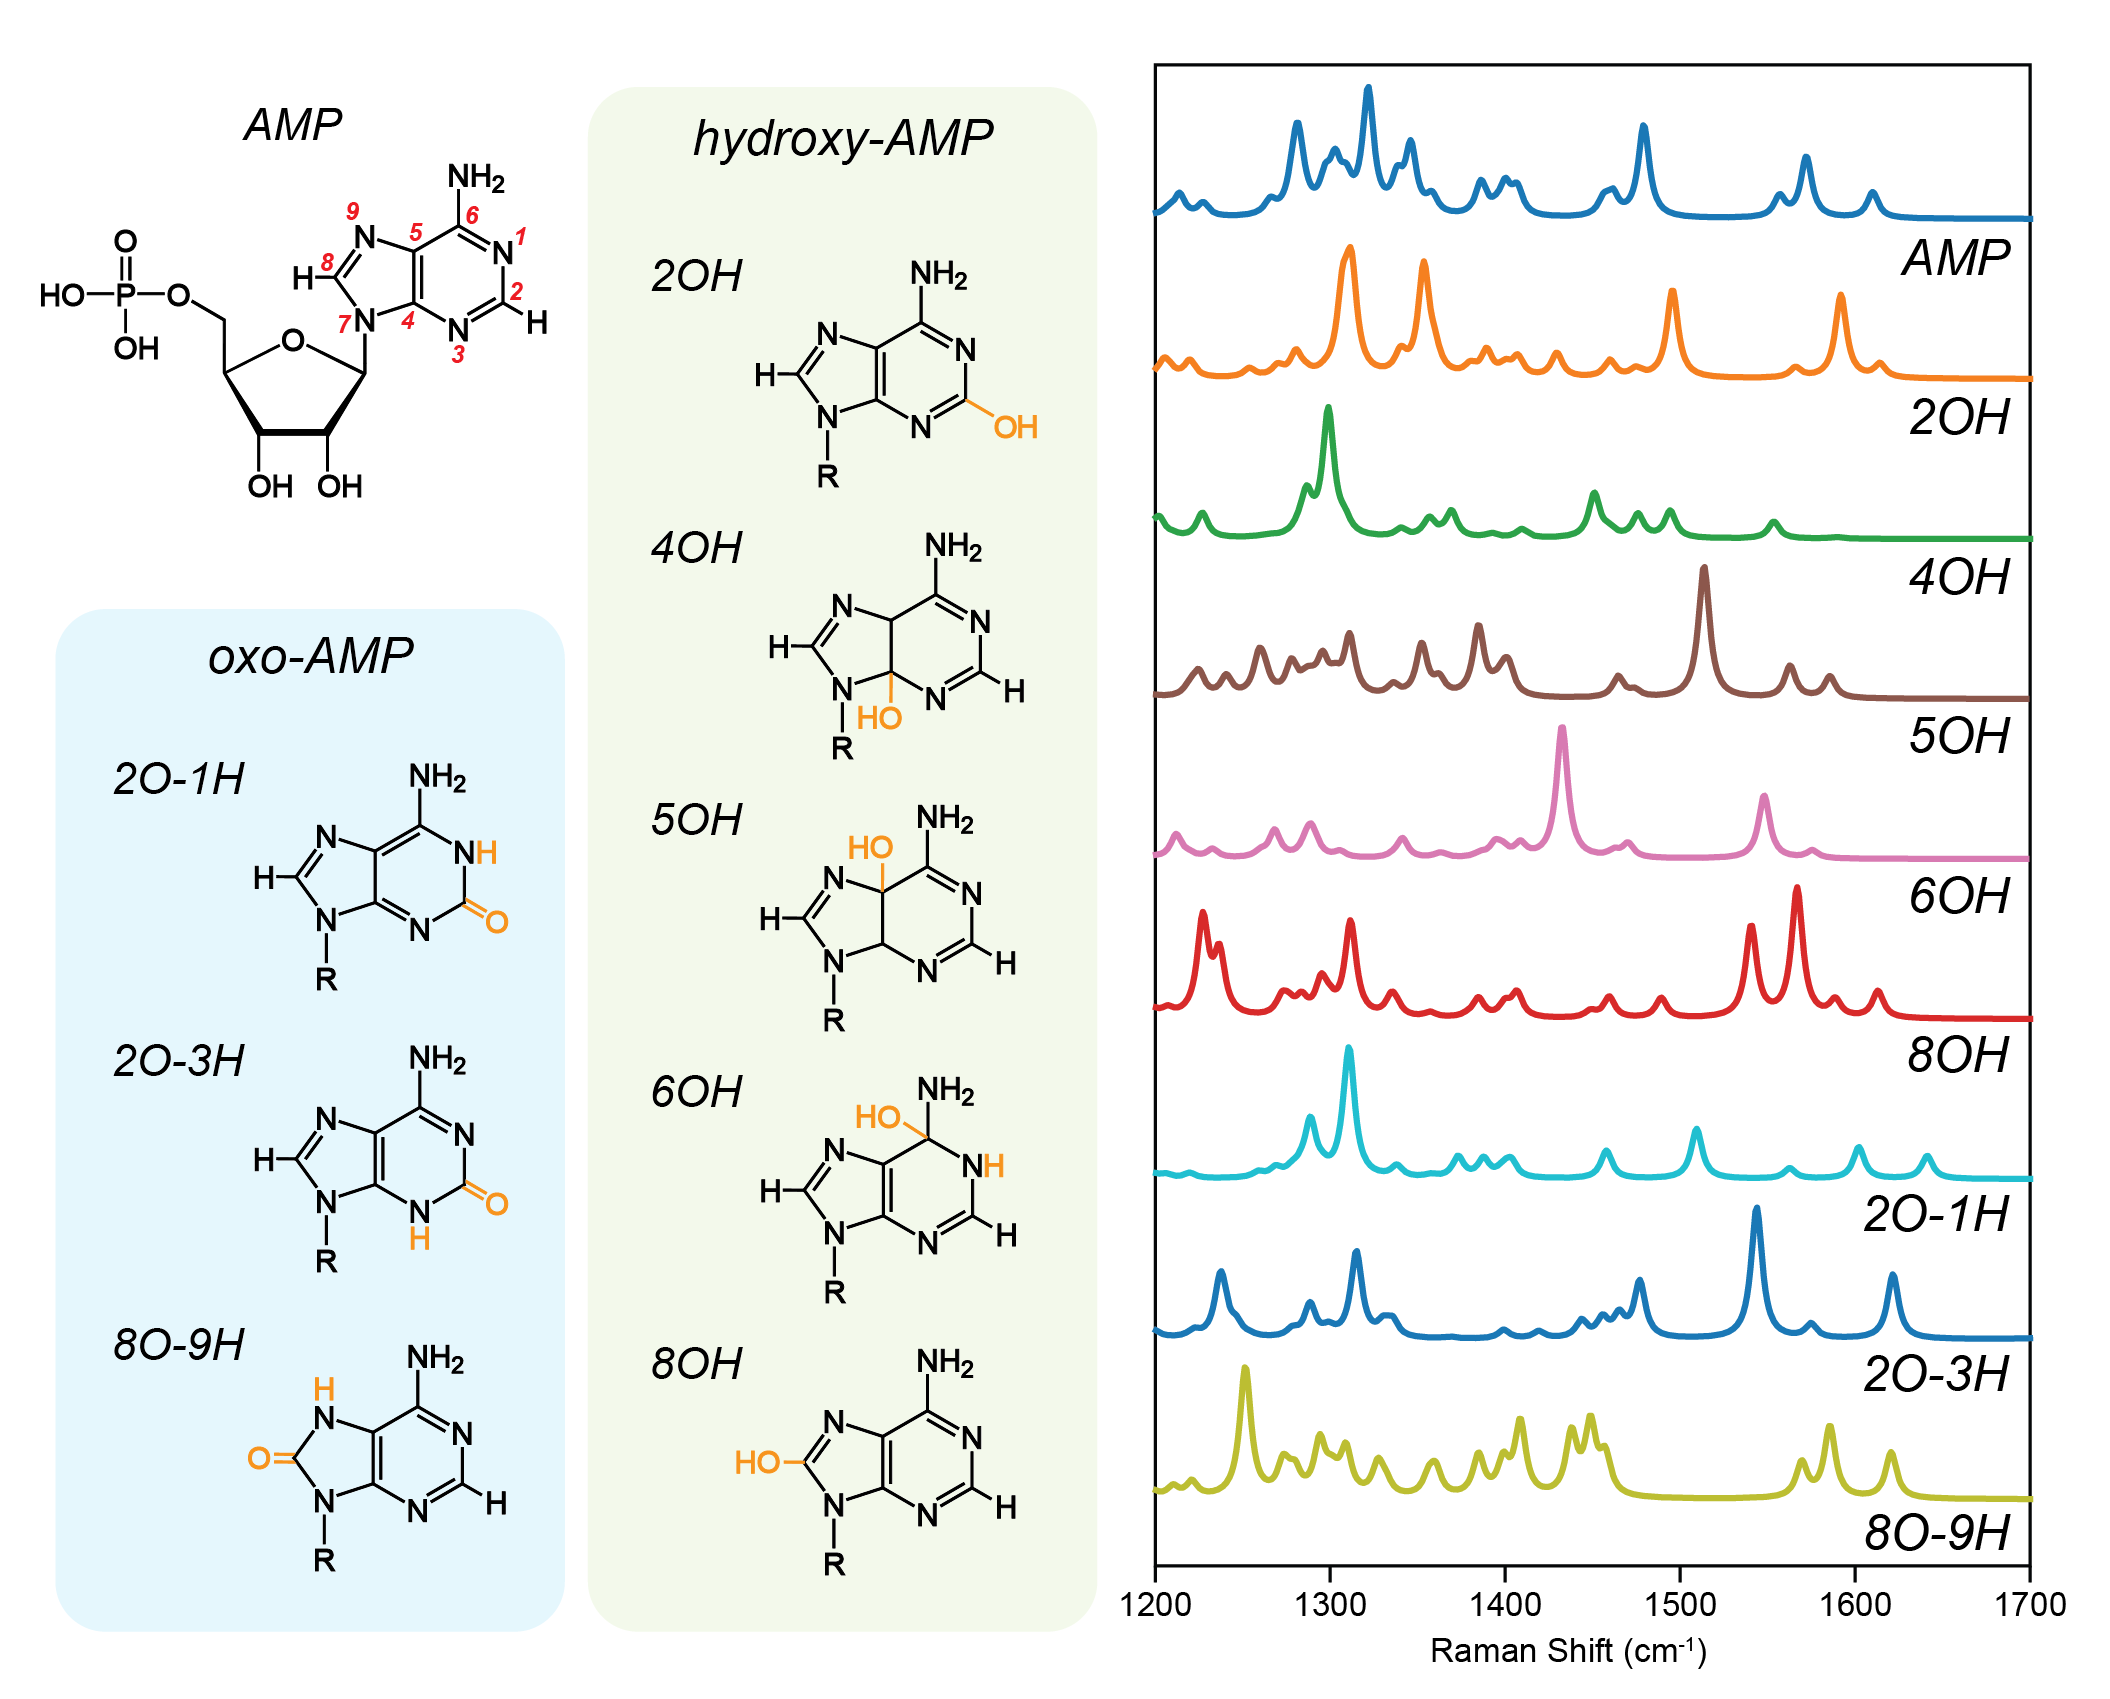 AMP
NH2
9
N
5
6
N
1
8
H
2
H
7
N
4
N
3
O
HO
P
O
OH
O
OH
OH
oxo-AMP
2O-1H
NH2
N
NH
H
O
N
N
R
2O-3H
NH2
N
N
H
O
N
N
H
R
8O-9H
NH2
H
N
N
O
H
N
N
R
hydroxy-AMP
2OH
NH2
N
N
H
N
N
OH
R
4OH
NH2
N
N
H
H
N
N
HO
R
5OH
HO
NH2
N
N
H
H
N
N
R
6OH
HO
NH2
N
NH
H
H
N
N
R
8OH
NH2
N
N
HO
H
N
N
R
AMP
2OH
4OH
5OH
6OH
8OH
2O-1H
2O-3H
8O-9H
1200 1300 1400 1500 1600 1700
Raman Shift (cm-1)